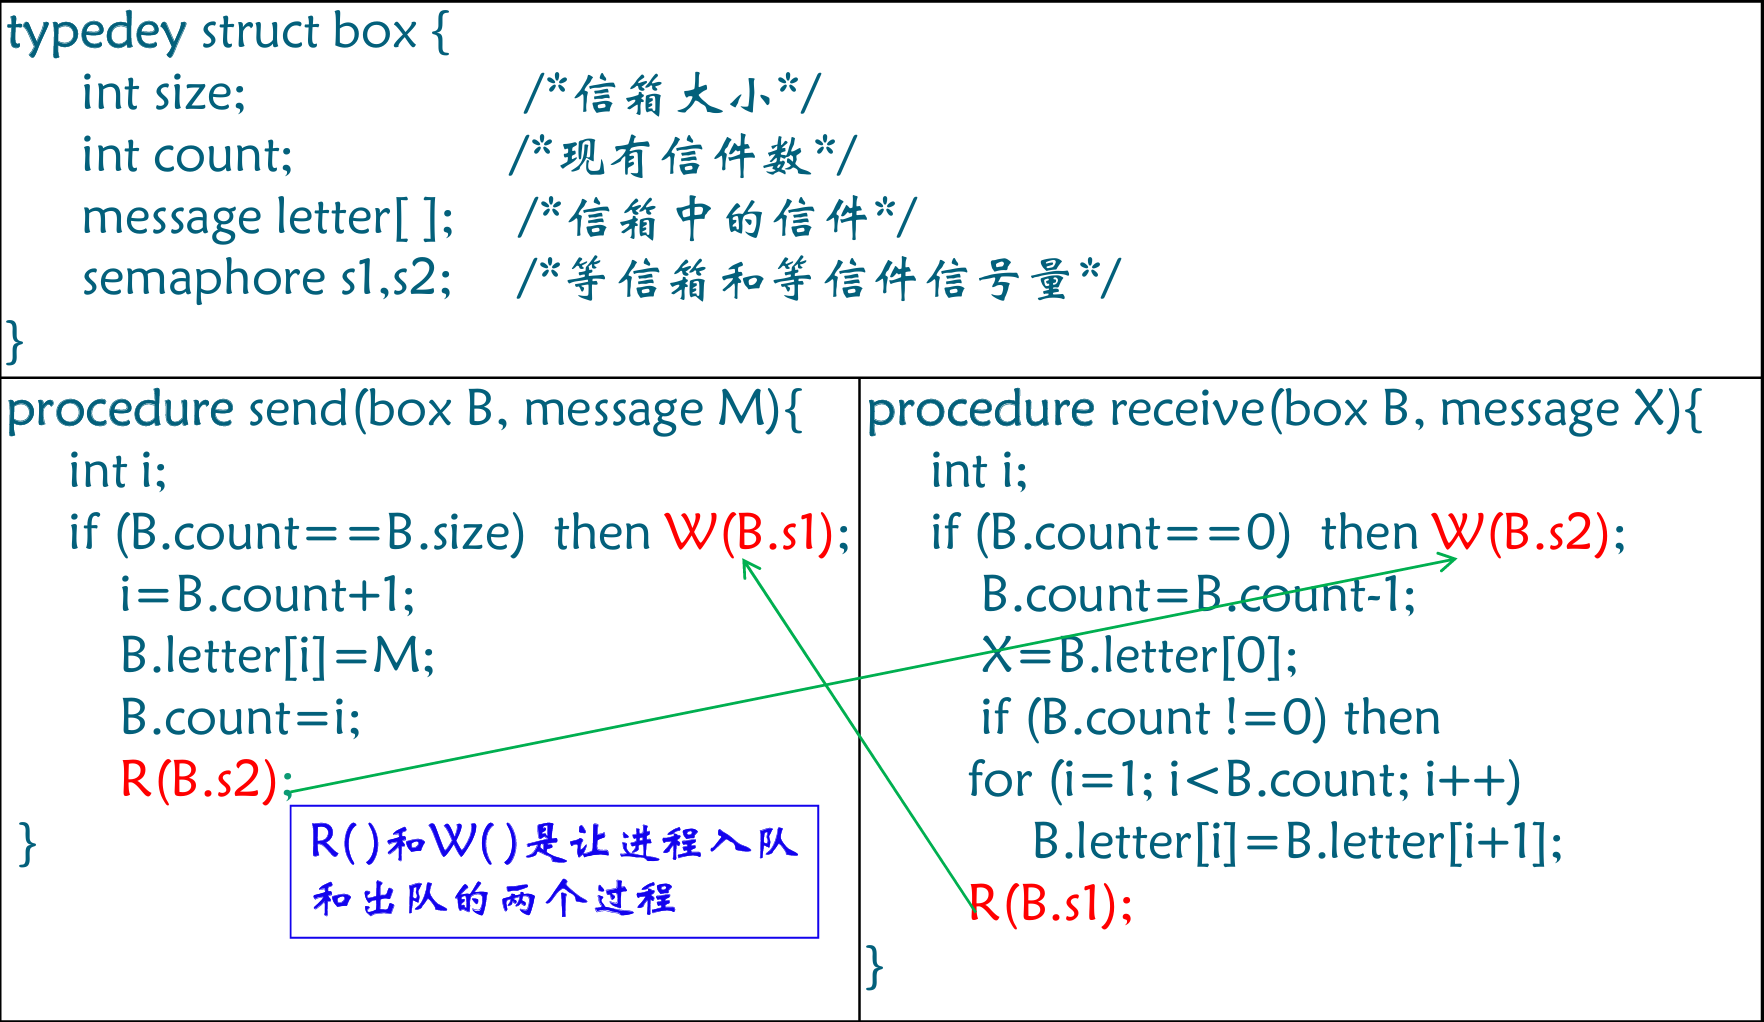 typedey struct box {
int size; /*信箱大小*/
int count; /*现有信件数*/
message letter[ ]; /*信箱中的信件*/
semaphore s1,s2; /*等信箱和等信件信号量*/
}
procedure send(box B, message M){
int i;
if (B.count==B.size) then W(B.s1);
i=B.count+1;
B.letter[i]=M;
B.count=i;
R(B.s2);
}
R()和W()是让进程入队
和出队的两个过程
procedure receive(box B, message X){
int i;
if (B.count==0) then W(B.s2);
B.count=B.count-1;
X=B.letter[0];
if (B.count !=0) then
for (i=1; i<B.count; i++)
B.letter[i]=B.letter[i+1];
R(B.s1);
}